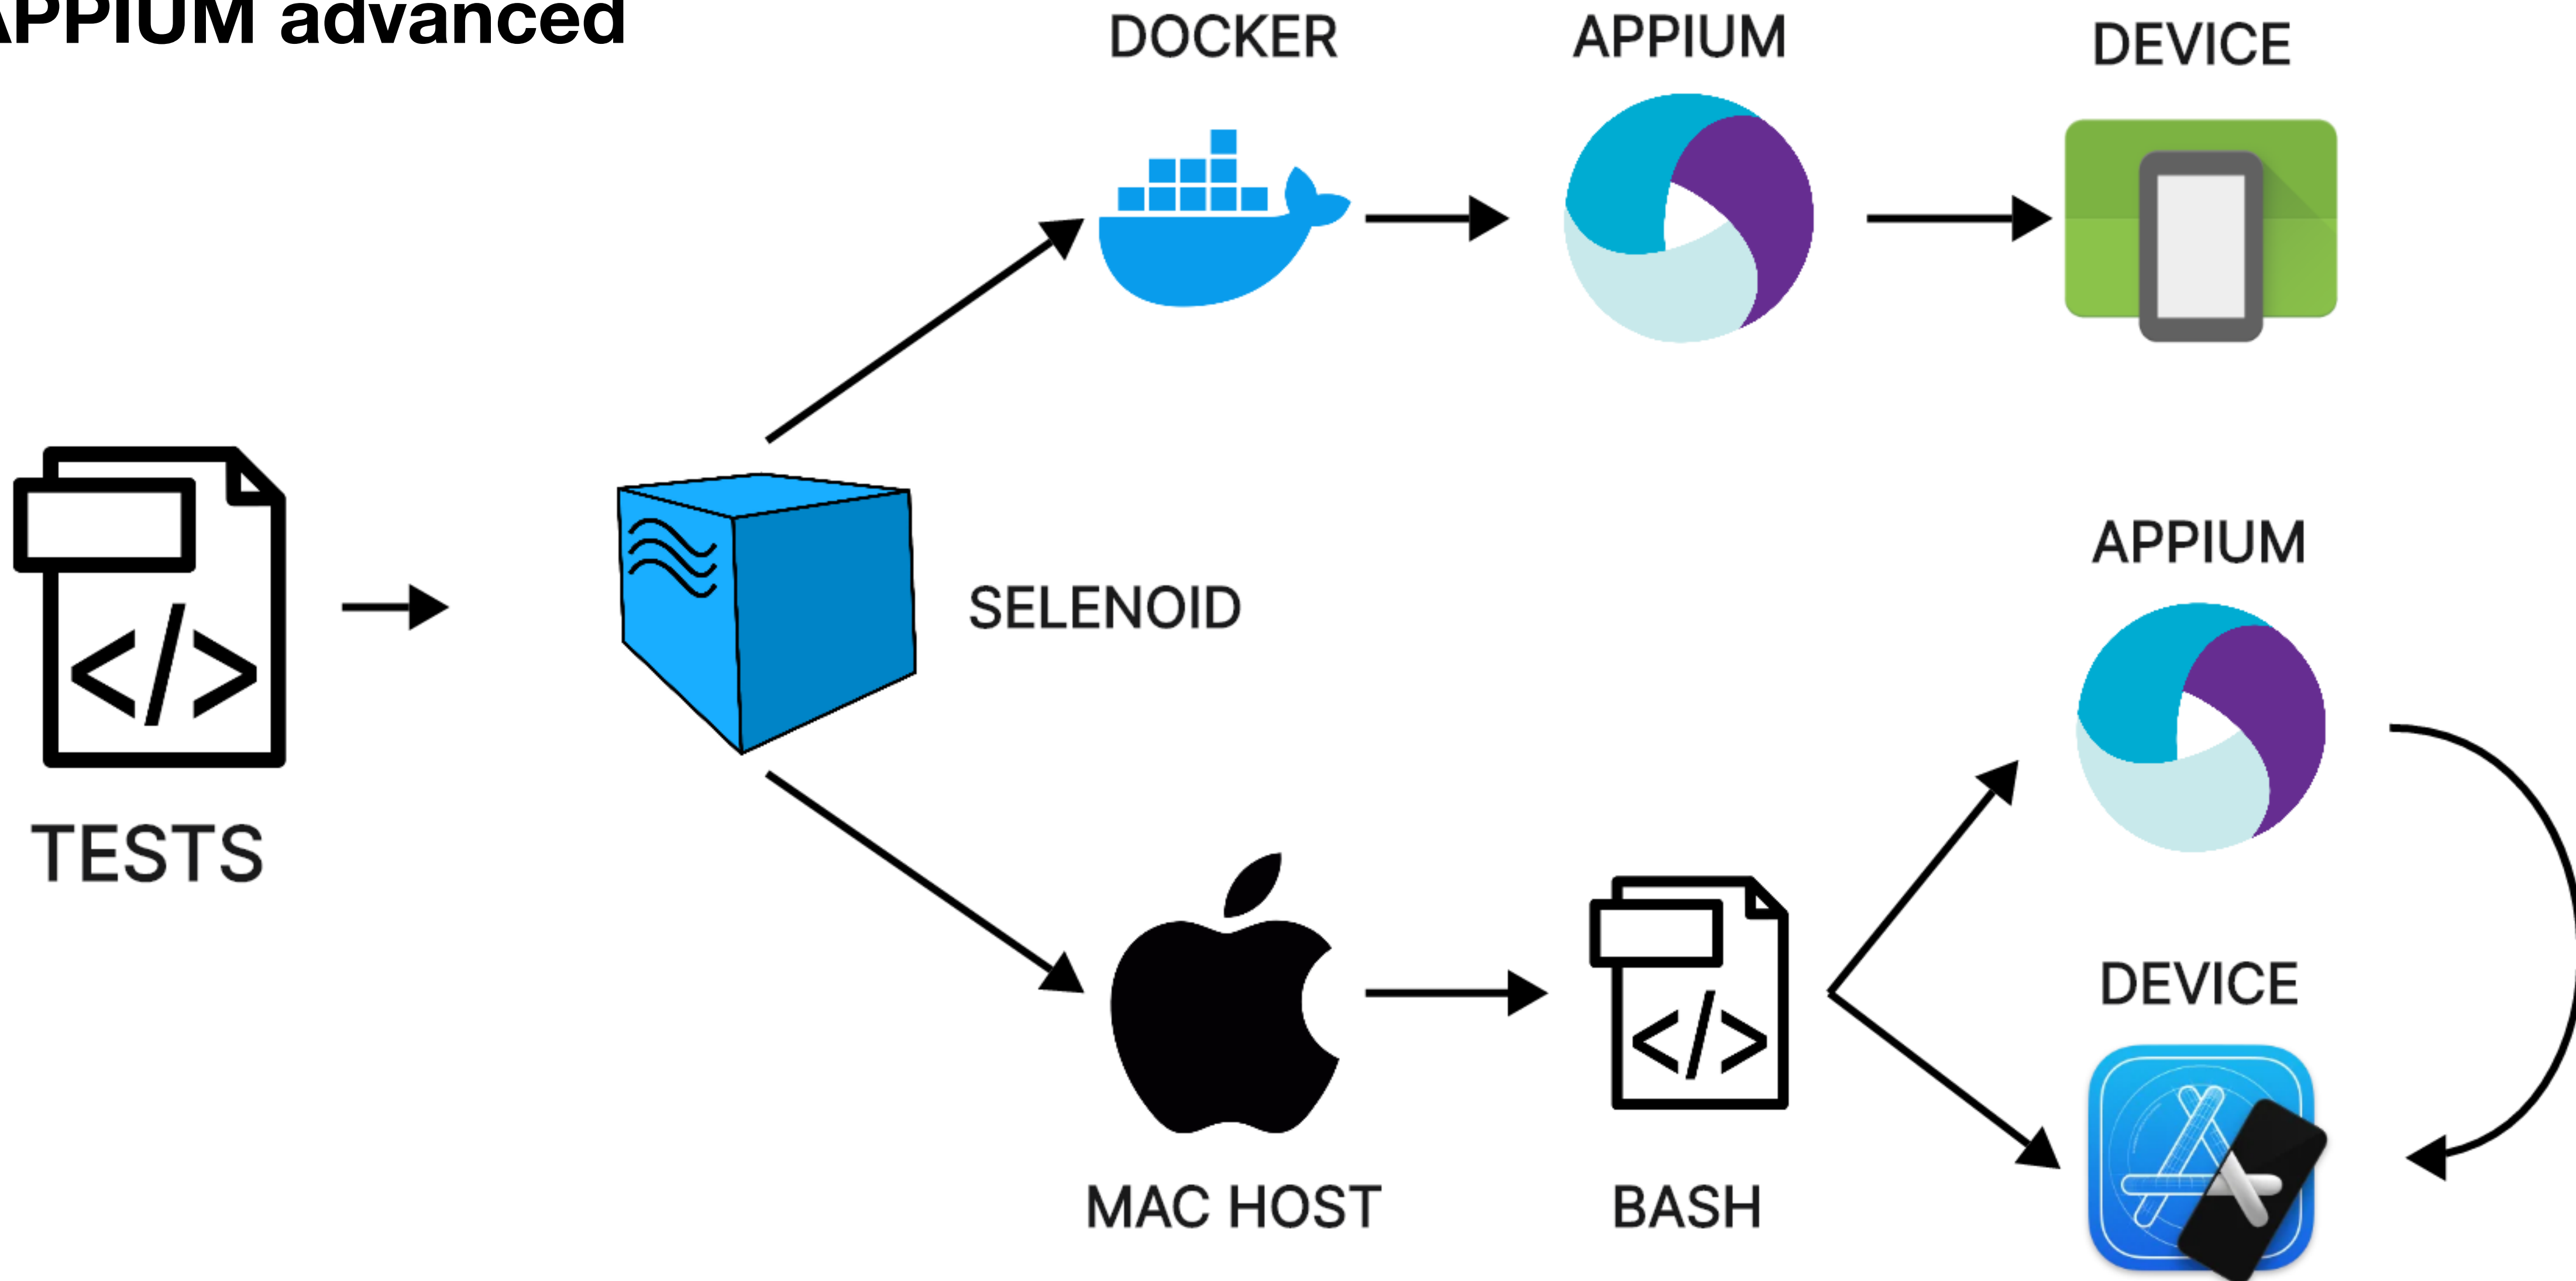 APPIUM advanced
DOCKER
APPIUM
DEVICE
</>
TESTS
SELENOID
APPIUM
MAC HOST
</>
BASH
DEVICE